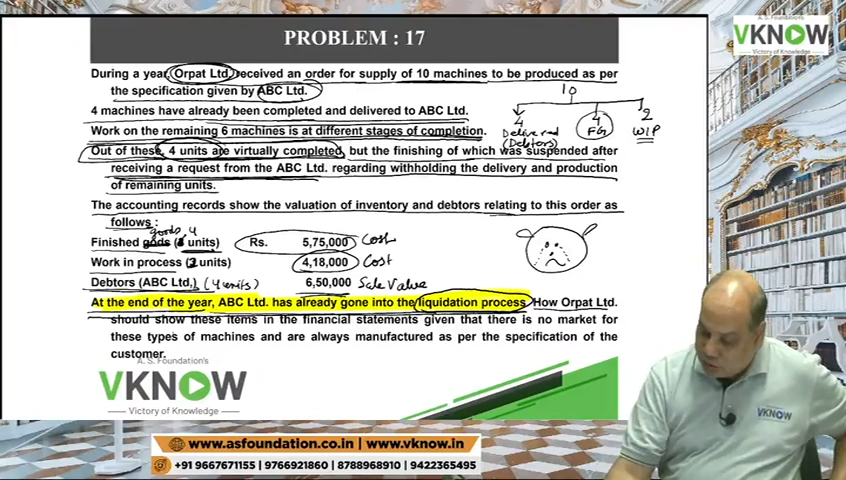 PROBLEM : 17
A. S. Foundation's
VKNOW
Victory of Knowledge
During a year, Orpat Ltd. received an order for supply of 10 machines to be produced as per
the specification given by ABC Ltd.
10
4 machines have already been completed and delivered to ABC Ltd.
4 4 2
Work on the remaining 6 machines is at different stages of completion.
Delivered FG WIP
(Debtors)
Out of these, 4 units are virtually completed, but the finishing of which was suspended after
receiving a request from the ABC Ltd. regarding withholding the delivery and production
of remaining units.
The accounting records show the valuation of inventory and debtors relating to this order as
follows :
goods 4
Finished units) Rs. 5,75,000 Cost
Work in process (2 units) 4,18,000 Cost
Debtors (ABC Ltd.) (4 units) 6,50,000 Sale Value
At the end of the year, ABC Ltd. has already gone into the liquidation process. How Orpat Ltd.
should show these items in the financial statements given that there is no market for
these types of machines and are always manufactured as per the specification of the
customer.
A. S. Foundation's
VKNOW
Victory of Knowledge
VKNOW
www.asfoundation.co.in | www.vknow.in
+91 9667671155 | 9766921860 | 8788968910 | 9422365495